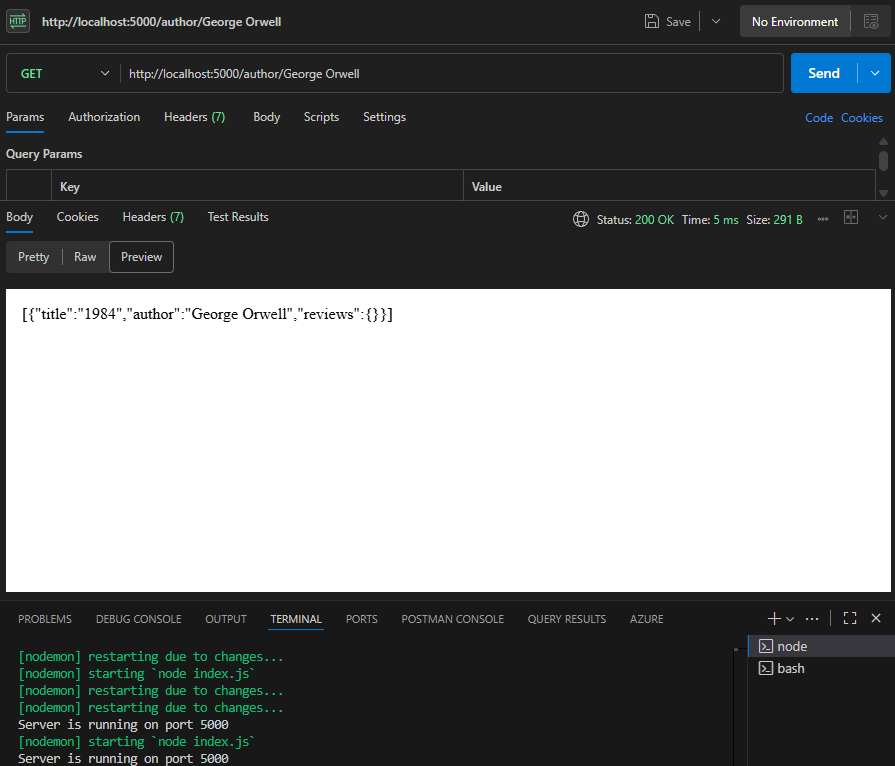 HTTP http://localhost:5000/author/George Orwell Save No Environment
GET http://localhost:5000/author/George Orwell Send
Params Authorization Headers (7) Body Scripts Settings Code Cookies
Query Params
Key Value
Body Cookies Headers (7) Test Results Status: 200 OK Time: 5 ms Size: 291 B
Pretty Raw Preview
[{"title":"1984","author":"George Orwell","reviews":{}}]
PROBLEMS DEBUG CONSOLE OUTPUT TERMINAL PORTS POSTMAN CONSOLE QUERY RESULTS AZURE
[nodemon] restarting due to changes...
[nodemon] starting `node index.js`
[nodemon] restarting due to changes...
[nodemon] restarting due to changes...
Server is running on port 5000
[nodemon] starting `node index.js`
Server is running on port 5000
node
bash